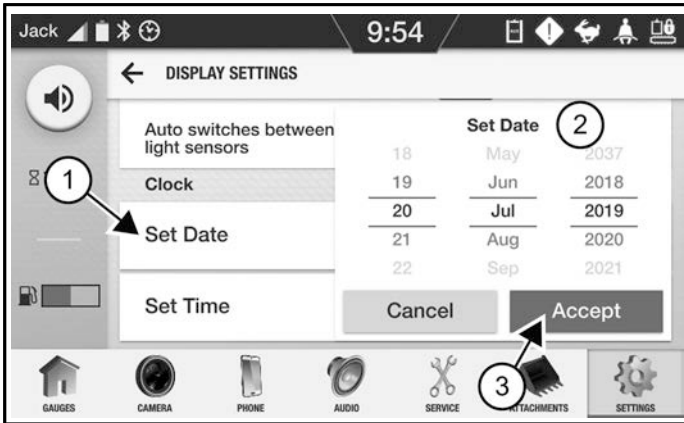 Jack
9:54
DISPLAY SETTINGS
Auto switches between
light sensors
Clock
Set Date
Set Time
Set Date
18 May 2037
19 Jun 2018
20 Jul 2019
21 Aug 2020
22 Sep 2021
Cancel
Accept
1
2
3
GAUGES
CAMERA
PHONE
AUDIO
SERVICE
ATTACHMENTS
SETTINGS